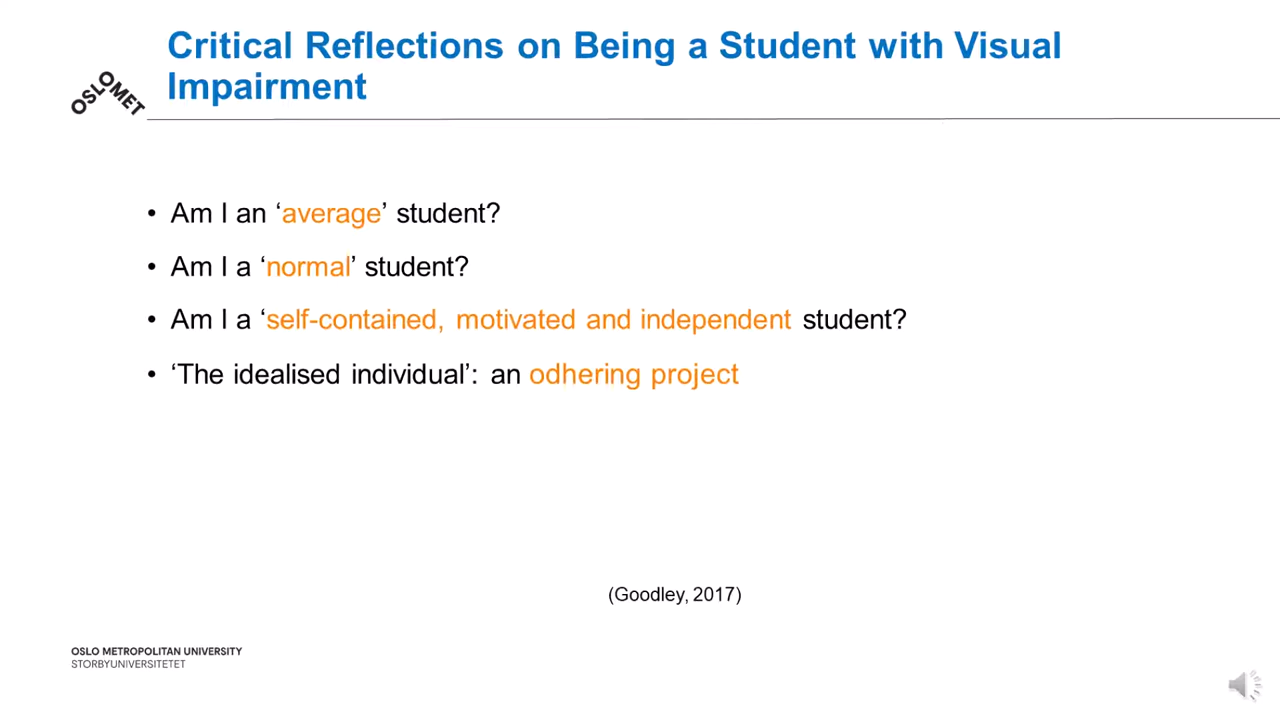 Critical Reflections on Being a Student with Visual
Impairment
OSLOMET
• Am I an ‘average’ student?
• Am I a ‘normal’ student?
• Am I a ‘self-contained, motivated and independent student?
• ‘The idealised individual’: an odhering project
(Goodley, 2017)
OSLO METROPOLITAN UNIVERSITY
STORBYUNIVERSITETET